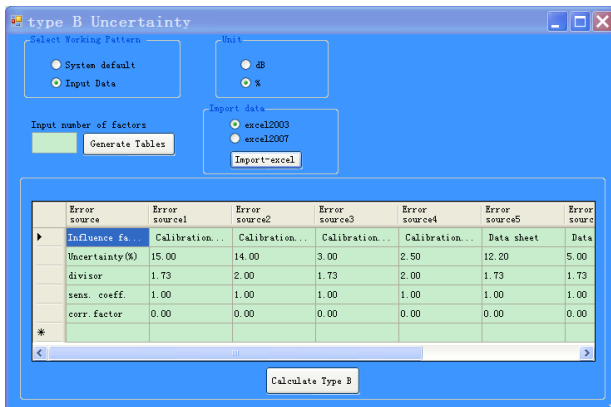 type B Uncertainty
Select Working Pattern
System default
Input Data
Unit
dB
%
Input number of factors
Generate Tables
Import data
excel2003
excel2007
Import-excel
Error source Error source1 Error source2 Error source3 Error source4 Error source5 Error sourc
Influence fa... Calibration... Calibration... Calibration... Calibration... Data sheet Data
Uncertainty(%) 15.00 14.00 3.00 2.50 12.20 5.00
divisor 1.73 2.00 1.73 2.00 1.73 1.73
sens. coeff. 1.00 1.00 1.00 1.00 1.00 1.00
corr.factor 0.00 0.00 0.00 0.00 0.00 0.00
Calculate Type B